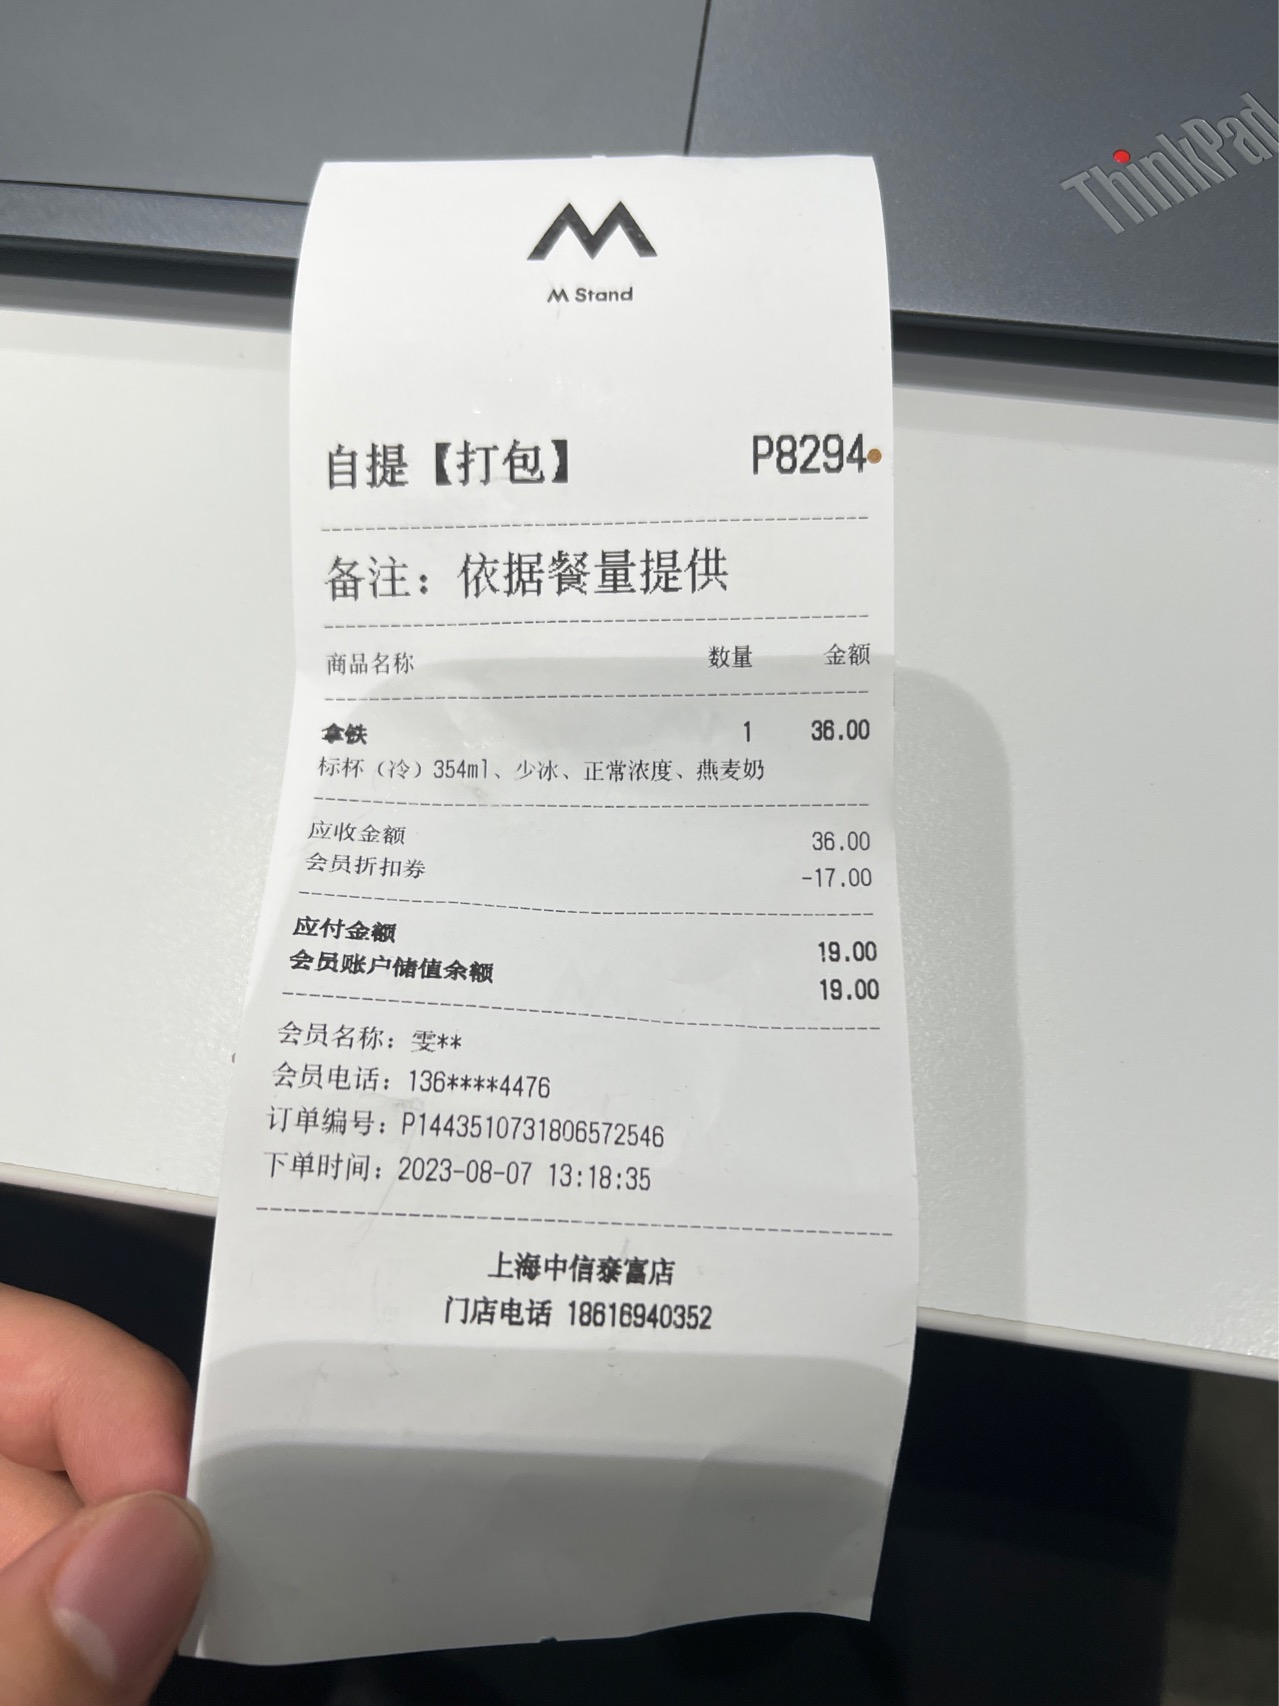 ThinkPad
M Stand
自提【打包】 P8294
备注：依据餐量提供
商品名称 数量 金额
拿铁 1 36.00
标杯（冷）354ml、少冰、正常浓度、燕麦奶
应收金额 36.00
会员折扣券 -17.00
应付金额 19.00
会员账户储值余额 19.00
会员名称：雯**
会员电话：136****4476
订单编号：P1443510731806572546
下单时间：2023-08-07 13:18:35
上海中信泰富店
门店电话 18616940352